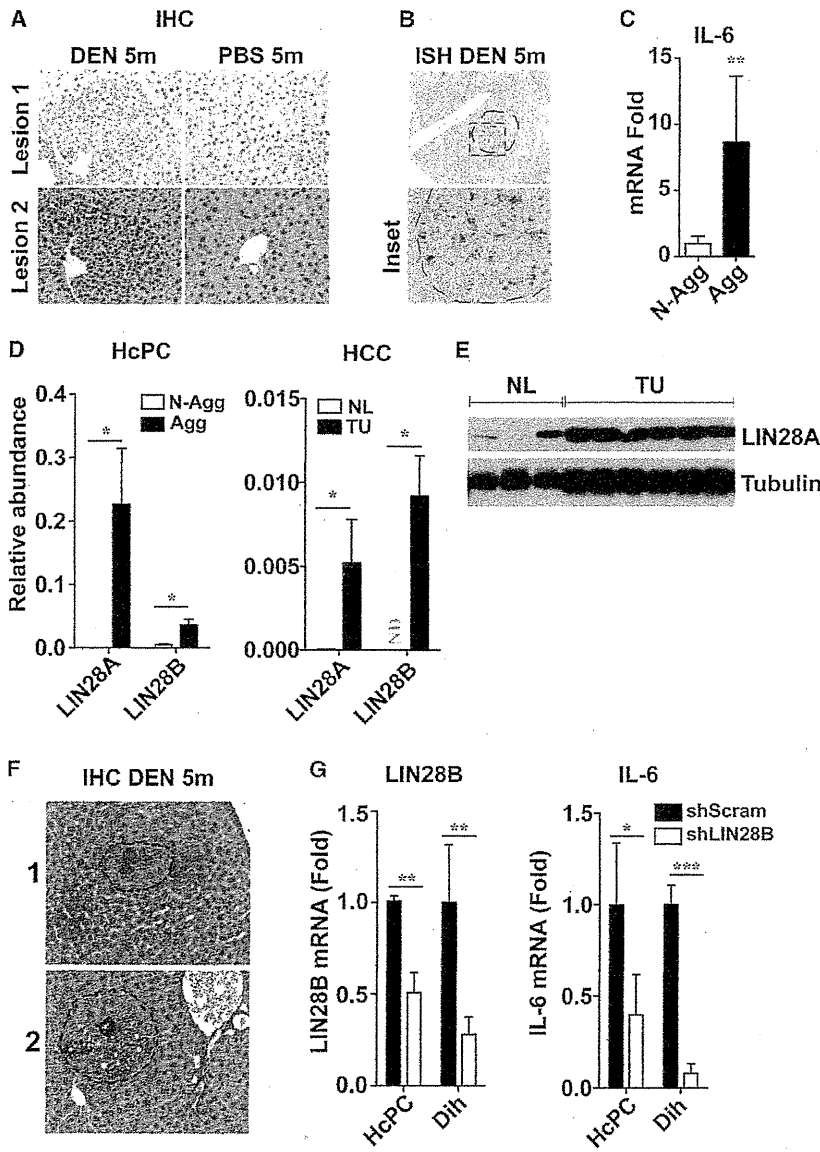 A
IHC
DEN 5m
PBS 5m
Lesion 1
Lesion 2
B
ISH DEN 5m
Inset
C
IL-6
mRNA Fold
15
10
5
0
**
N-Agg
Agg
D
HcPC
Relative abundance
0.4
0.3
0.2
0.1
0.0
N-Agg
Agg
*
*
LIN28A
LIN28B
HCC
0.015
0.010
0.005
0.000
NL
TU
*
*
ND
LIN28A
LIN28B
E
NL
TU
LIN28A
Tubulin
F
IHC DEN 5m
1
2
G
LIN28B
LIN28B mRNA (Fold)
1.5
1.0
0.5
0.0
**
**
HcPC
Dih
IL-6
IL-6 mRNA (Fold)
1.5
1.0
0.5
0.0
shScram
shLIN28B
*
***
HcPC
Dih